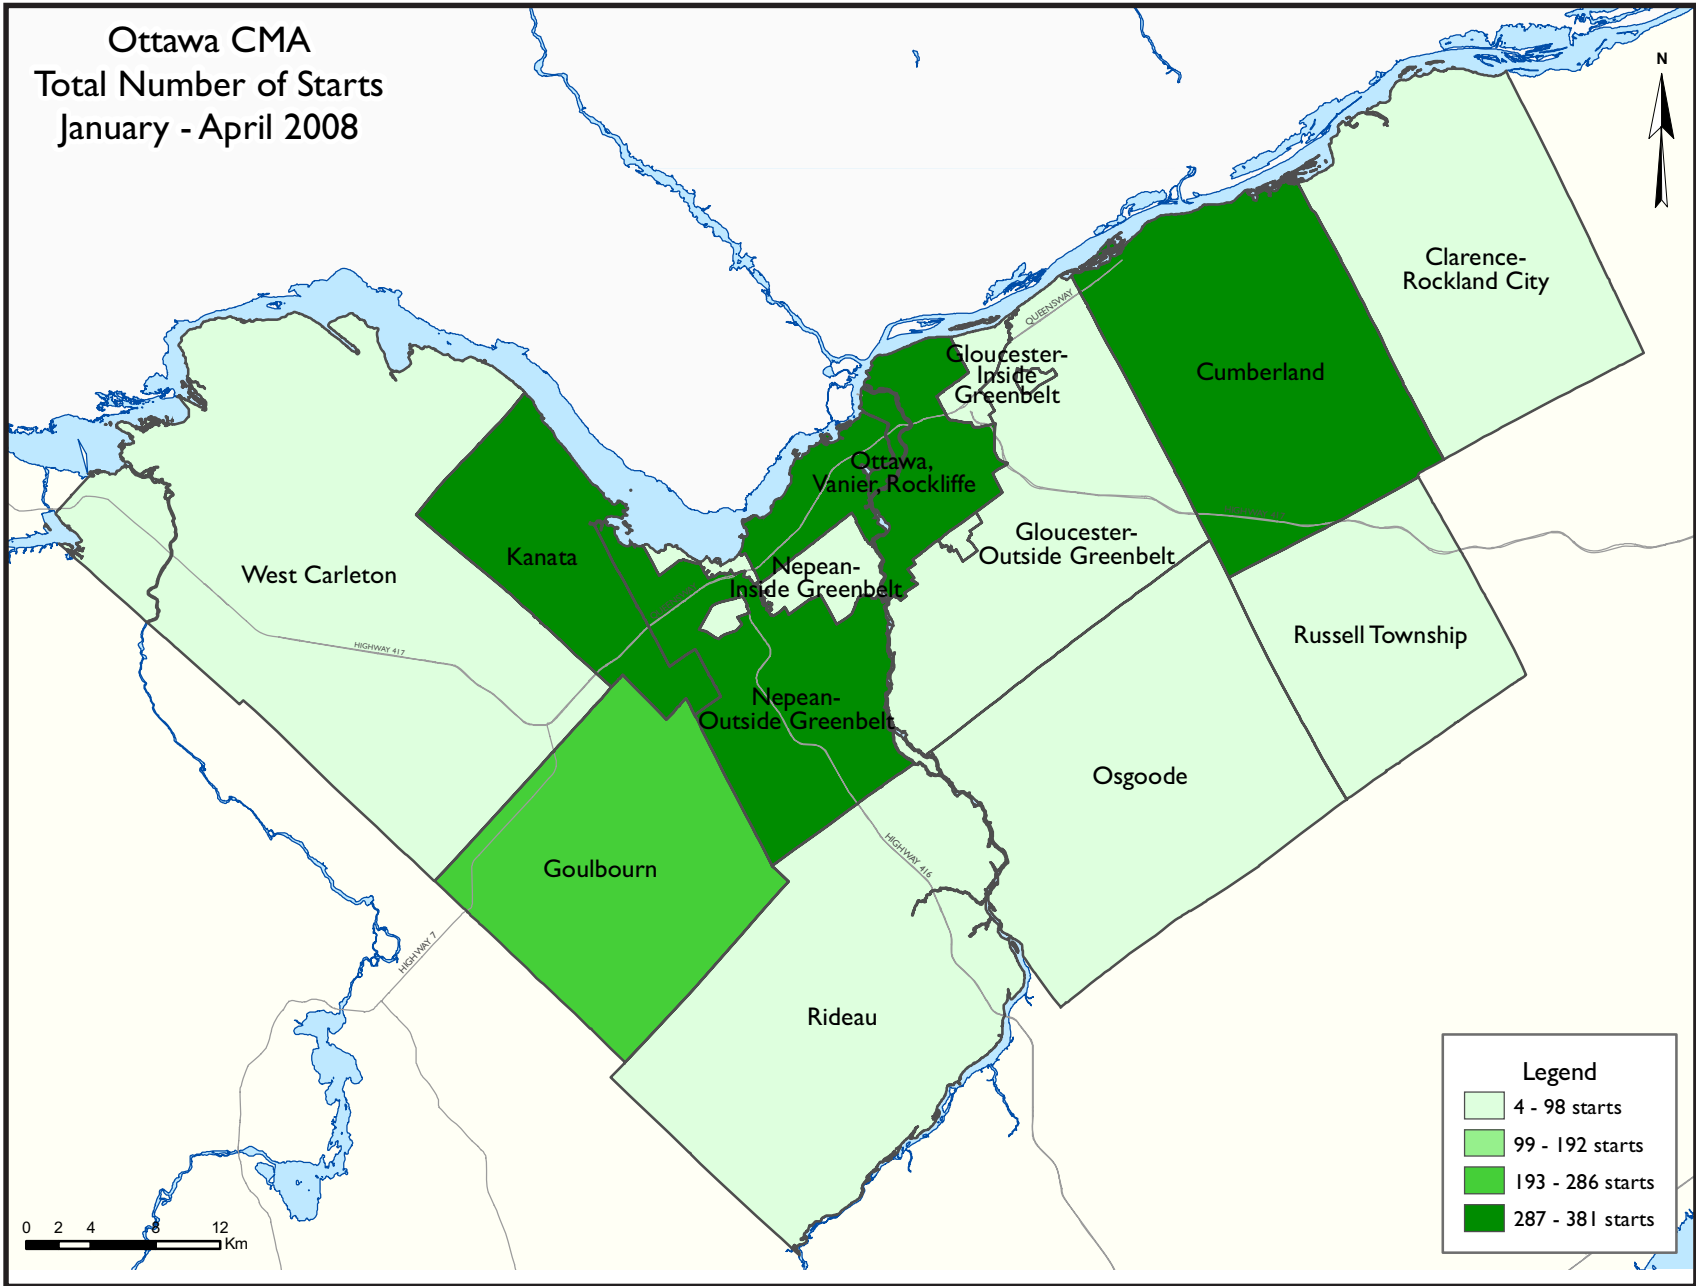 Ottawa CMA
Total Number of Starts
January - April 2008
N
Clarence-
Rockland City
QUEENSWAY
Gloucester-
Inside
Greenbelt
Cumberland
Ottawa,
Vanier, Rockliffe
Gloucester-
Outside Greenbelt
Kanata
Nepean-
Inside Greenbelt
West Carleton
Russell Township
HIGHWAY 417
Nepean-
Outside Greenbelt
Osgoode
Goulbourn
HIGHWAY 416
HIGHWAY 7
Rideau
Legend
4 - 98 starts
99 - 192 starts
193 - 286 starts
287 - 381 starts
0 2 4 8 12
Km